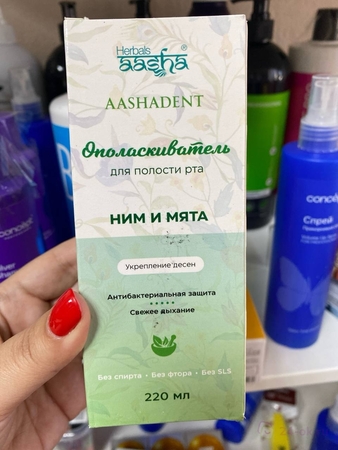 Herbals
aasha®
AASHADENT
Ополаскиватель
для полости рта
НИМ И МЯТА
Укрепление десен
Антибактериальная защита
Свежее дыхание
Без спирта • Без фтора • Без SLS
220 мл
concept
Спрей